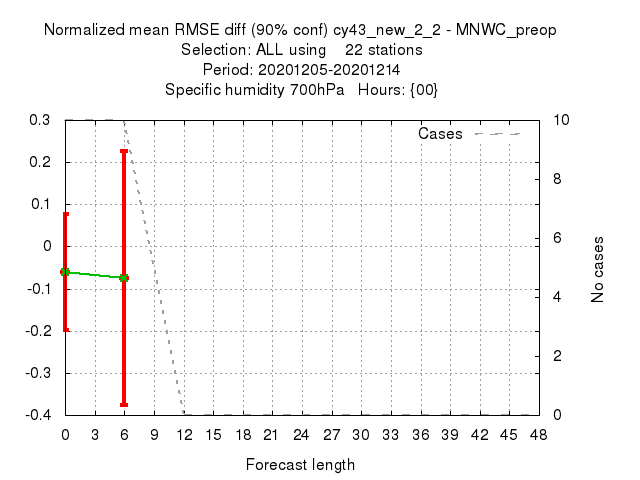 Normalized mean RMSE diff (90% conf) cy43_new_2_2 - MNWC_preop
Selection: ALL using 22 stations
Period: 20201205-20201214
Specific humidity 700hPa Hours: {00}
Cases
0.3
0.2
0.1
0
-0.1
-0.2
-0.3
-0.4
10
8
6
4
2
0
No cases
0 3 6 9 12 15 18 21 24 27 30 33 36 39 42 45 48
Forecast length